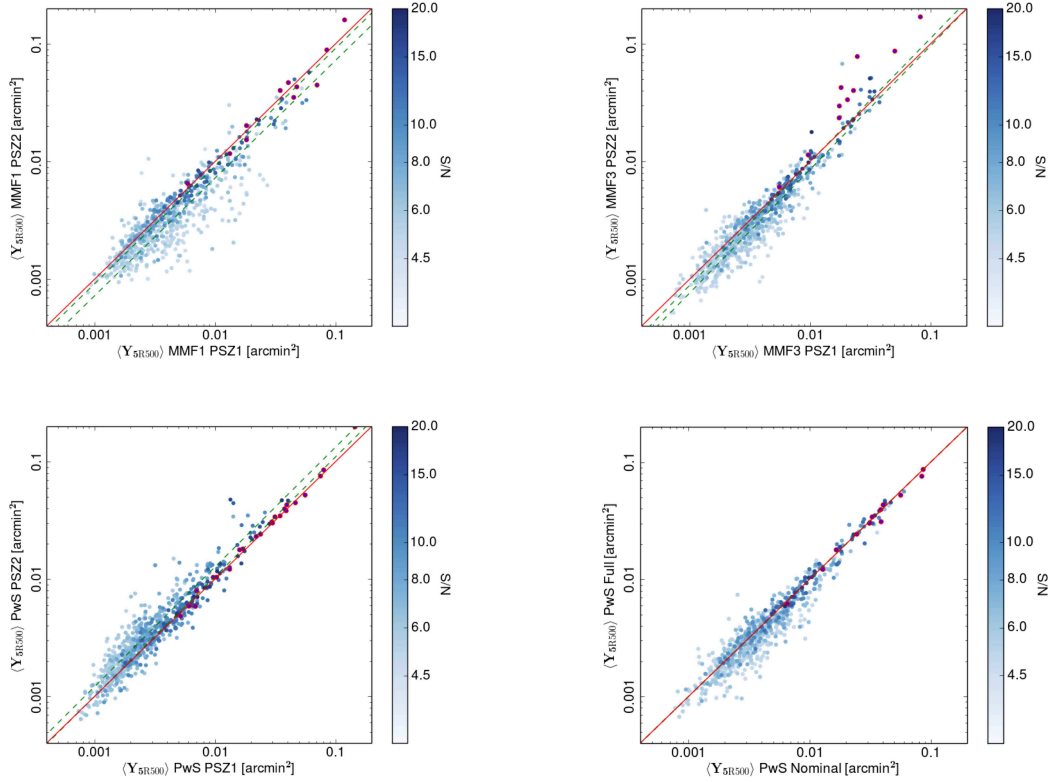 20.0
15.0
10.0
8.0
6.0
4.5
S/N
0.1
0.01
0.001
⟨Y5R500⟩ MMF1 PSZ2 [arcmin²]
0.001 0.01 0.1
⟨Y5R500⟩ MMF1 PSZ1 [arcmin²]
20.0
15.0
10.0
8.0
6.0
4.5
S/N
0.1
0.01
0.001
⟨Y5R500⟩ MMF3 PSZ2 [arcmin²]
0.001 0.01 0.1
⟨Y5R500⟩ MMF3 PSZ1 [arcmin²]
20.0
15.0
10.0
8.0
6.0
4.5
S/N
0.1
0.01
0.001
⟨Y5R500⟩ PwS PSZ2 [arcmin²]
0.001 0.01 0.1
⟨Y5R500⟩ PwS PSZ1 [arcmin²]
20.0
15.0
10.0
8.0
6.0
4.5
S/N
0.1
0.01
0.001
⟨Y5R500⟩ PwS Full [arcmin²]
0.001 0.01 0.1
⟨Y5R500⟩ PwS Nominal [arcmin²]